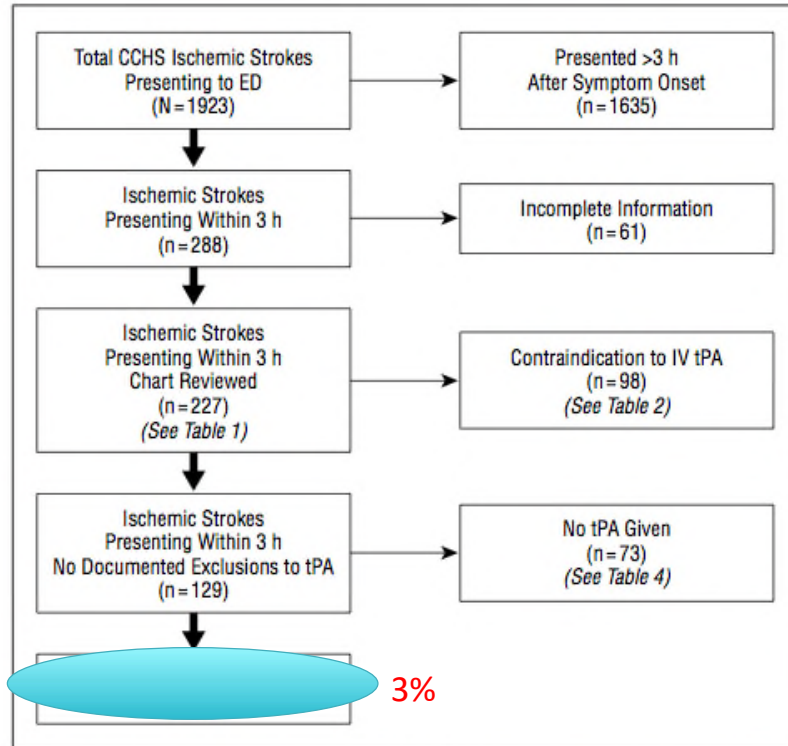 Total CCHS Ischemic Strokes
Presenting to ED
(N = 1923)
Presented >3 h
After Symptom Onset
(n = 1635)
Ischemic Strokes
Presenting Within 3 h
(n = 288)
Incomplete Information
(n = 61)
Ischemic Strokes
Presenting Within 3 h
Chart Reviewed
(n = 227)
(See Table 1)
Contraindication to IV tPA
(n = 98)
(See Table 2)
Ischemic Strokes
Presenting Within 3 h
No Documented Exclusions to tPA
(n = 129)
No tPA Given
(n = 73)
(See Table 4)
3%